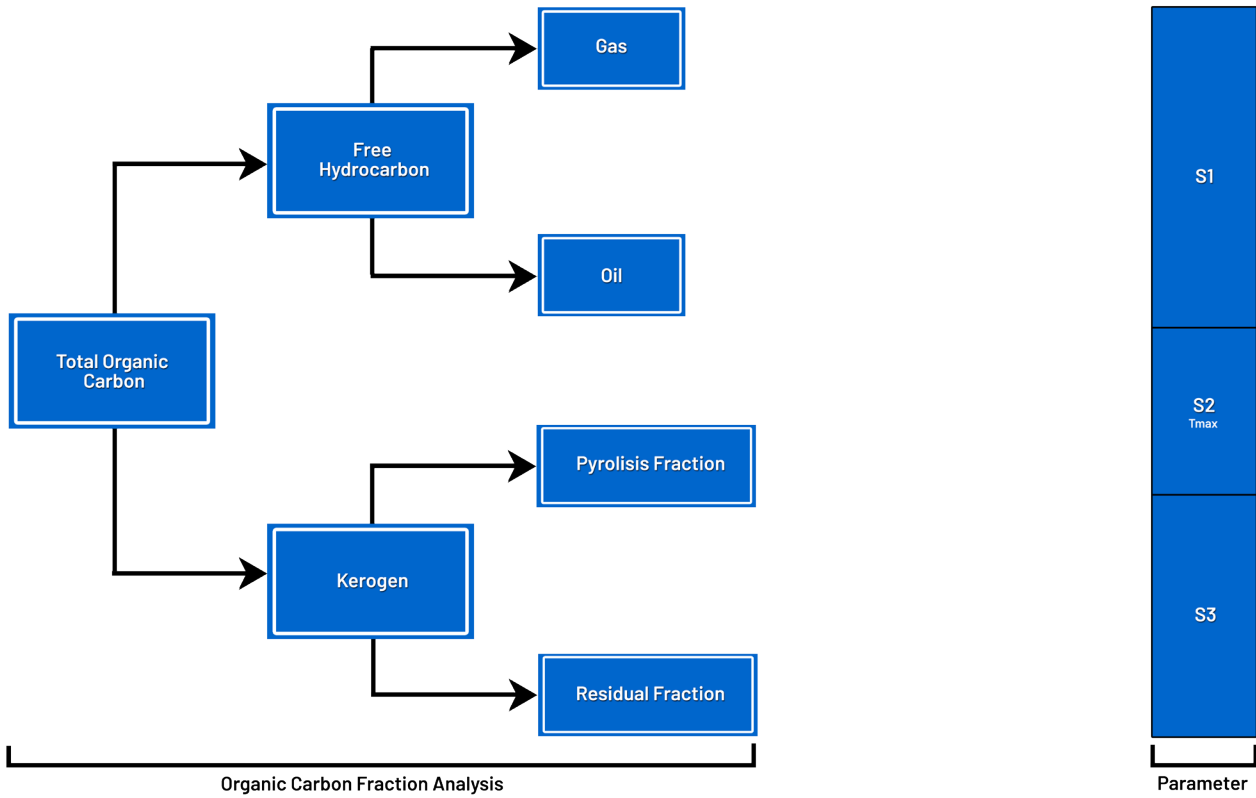 Gas
Free
Hydrocarbon
S1
Oil
Total Organic
Carbon
S2
Tmax
Pyrolisis Fraction
Kerogen
S3
Residual Fraction
Organic Carbon Fraction Analysis
Parameter